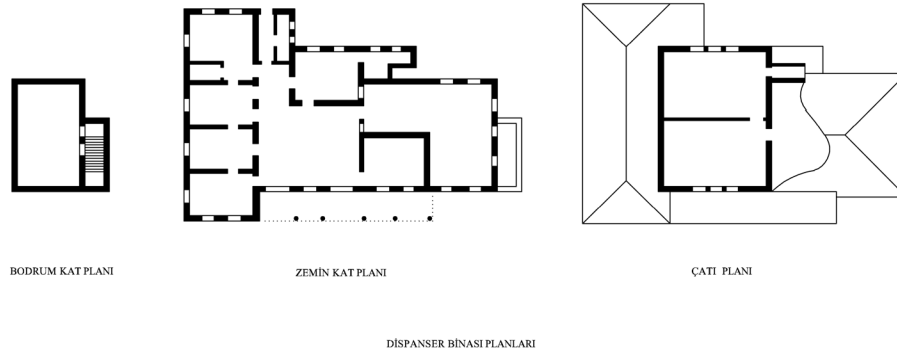 BODRUM KAT PLANI
ZEMİN KAT PLANI
ÇATI PLANI
DİSPANSER BİNASI PLANLARI